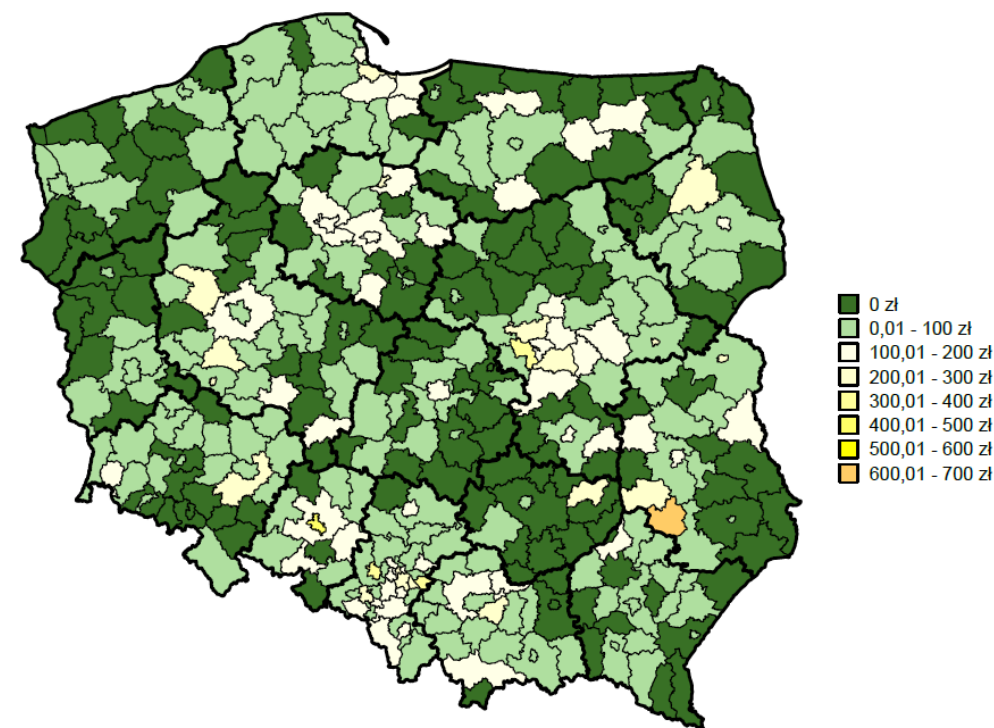 0 zł
0,01 - 100 zł
100,01 - 200 zł
200,01 - 300 zł
300,01 - 400 zł
400,01 - 500 zł
500,01 - 600 zł
600,01 - 700 zł